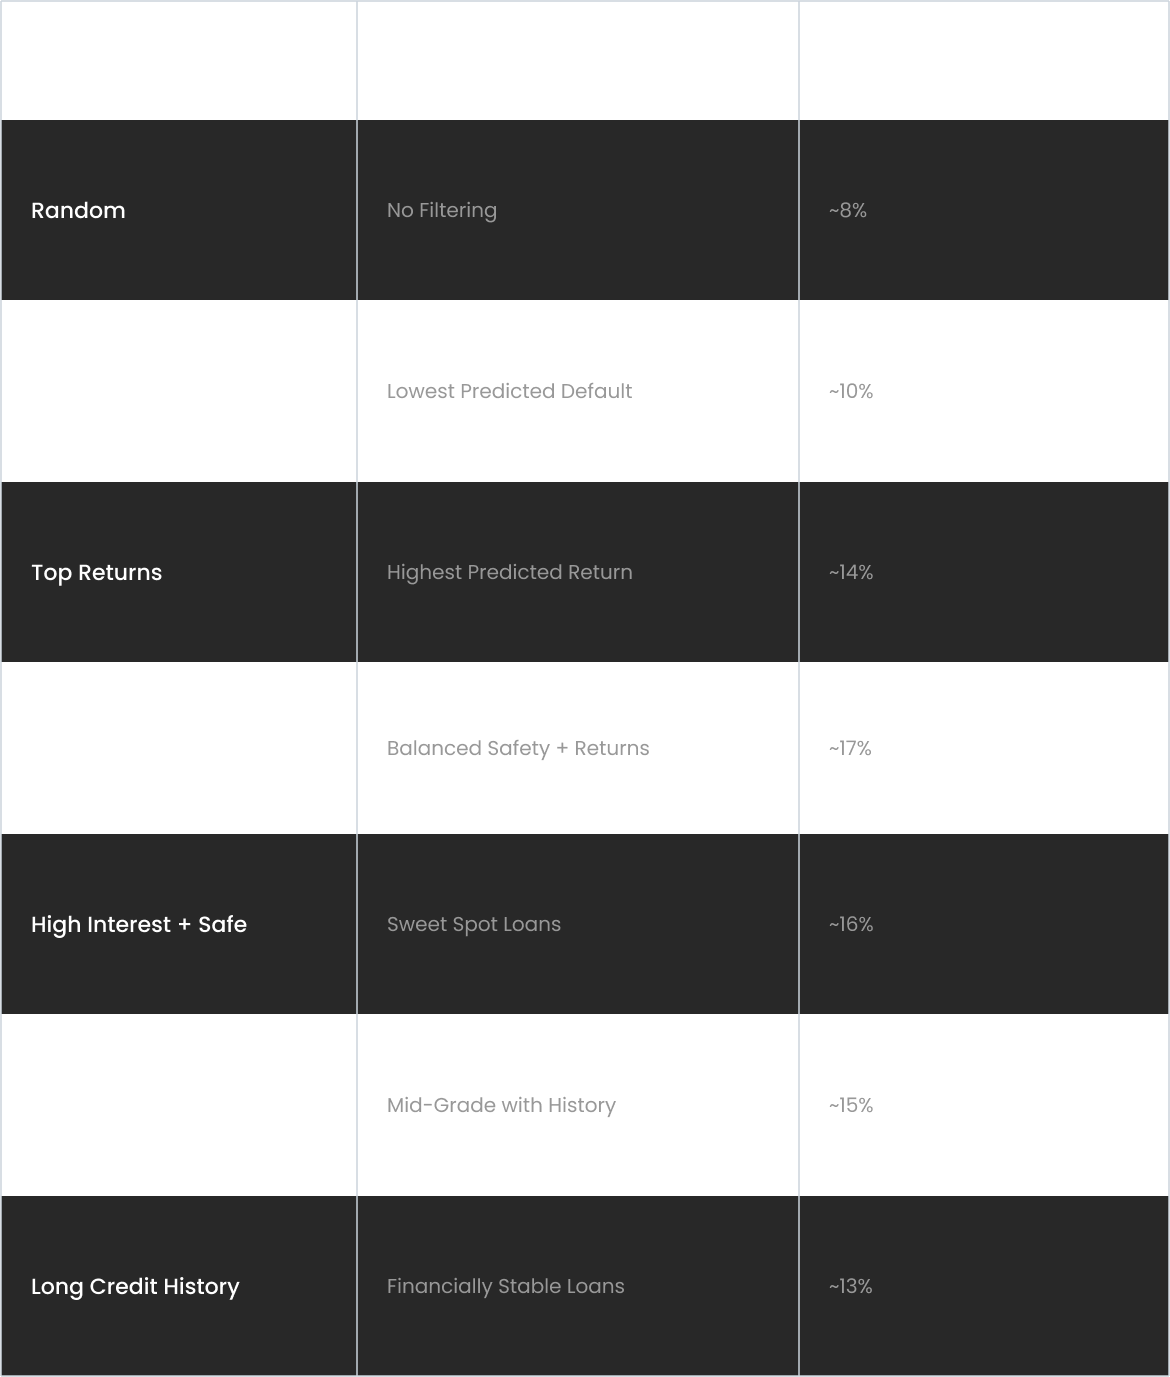 Random
No Filtering
~8%
Lowest Predicted Default
~10%
Top Returns
Highest Predicted Return
~14%
Balanced Safety + Returns
~17%
High Interest + Safe
Sweet Spot Loans
~16%
Mid-Grade with History
~15%
Long Credit History
Financially Stable Loans
~13%